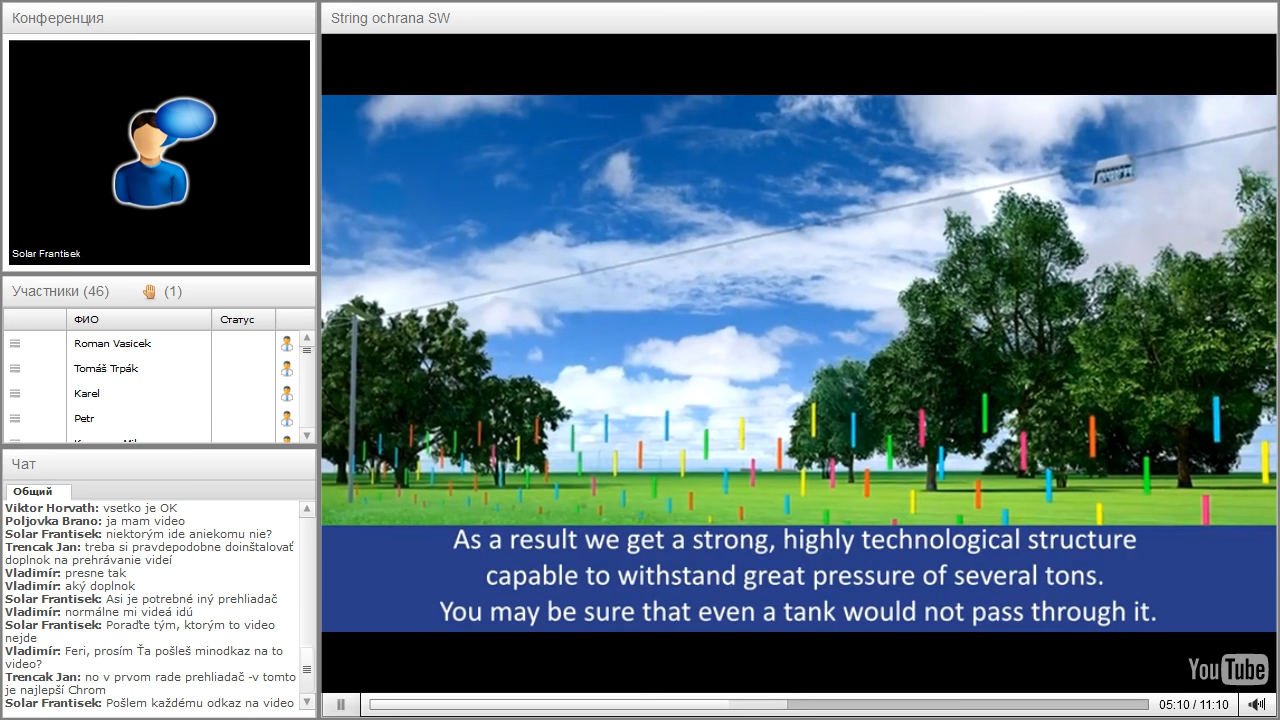 Конференция
Solar Frantisek
Участники (46) (1)
ФИО Статус
Roman Vasicek
Tomáš Trpák
Karel
Petr
Чат
Общий
Viktor Horvath: vsetko je OK
Poljovka Brano: ja mam video
Solar Frantisek: niektorým ide aniekomu nie?
Trencak Jan: treba si pravdepodobne doinštalovať
doplnok na prehrávanie videí
Vladimír: presne tak
Vladimír: aký doplnok
Solar Frantisek: Asi je potrebné iný prehliadač
Vladimír: normálne mi videá idú
Solar Frantisek: Poraďte tým, ktorým to video
nejde
Vladimír: Feri, prosím Ťa pošleš minodkaz na to
video?
Trencak Jan: no v prvom rade prehliadač -v tomto
je najlepší Chrom
Solar Frantisek: Pošlem každému odkaz na video
String ochrana SW
As a result we get a strong, highly technological structure
capable to withstand great pressure of several tons.
You may be sure that even a tank would not pass through it.
YouTube
05:10 / 11:10